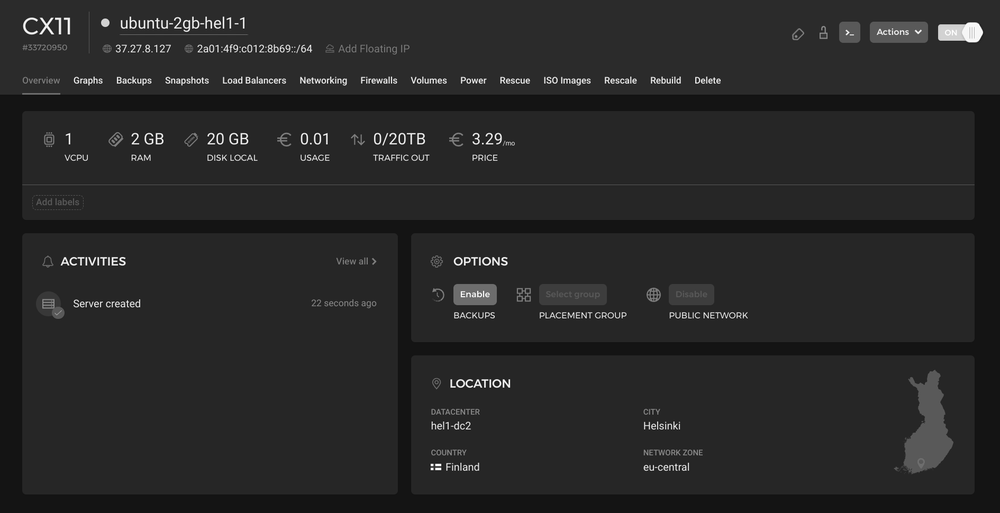 CX11
#33720950
ubuntu-2gb-hel1-1
37.27.8.127 2a01:4f9:c012:8b69::/64 Add Floating IP
>_ Actions ON
Overview Graphs Backups Snapshots Load Balancers Networking Firewalls Volumes Power Rescue ISO Images Rescale Rebuild Delete
1 2 GB 20 GB € 0.01 0/20TB € 3.29/mo
VCPU RAM DISK LOCAL USAGE TRAFFIC OUT PRICE
Add labels
ACTIVITIES View all
Server created 22 seconds ago
OPTIONS
Enable Select group Disable
BACKUPS PLACEMENT GROUP PUBLIC NETWORK
LOCATION
DATACENTER CITY
hel1-dc2 Helsinki
COUNTRY NETWORK ZONE
Finland eu-central